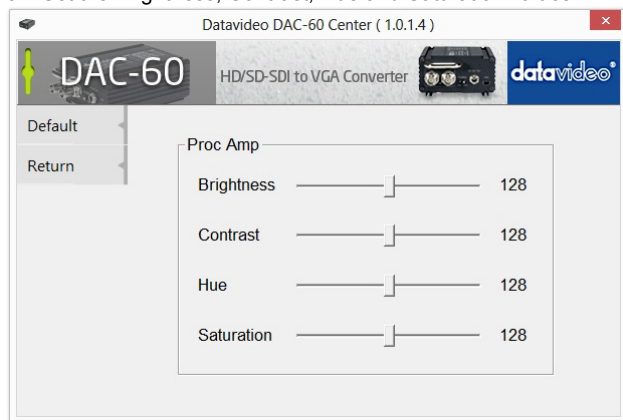 Datavideo DAC-60 Center ( 1.0.1.4 )
DAC-60
HD/SD-SDI to VGA Converter
datavideo®
Default
Return
Proc Amp
Brightness 128
Contrast 128
Hue 128
Saturation 128